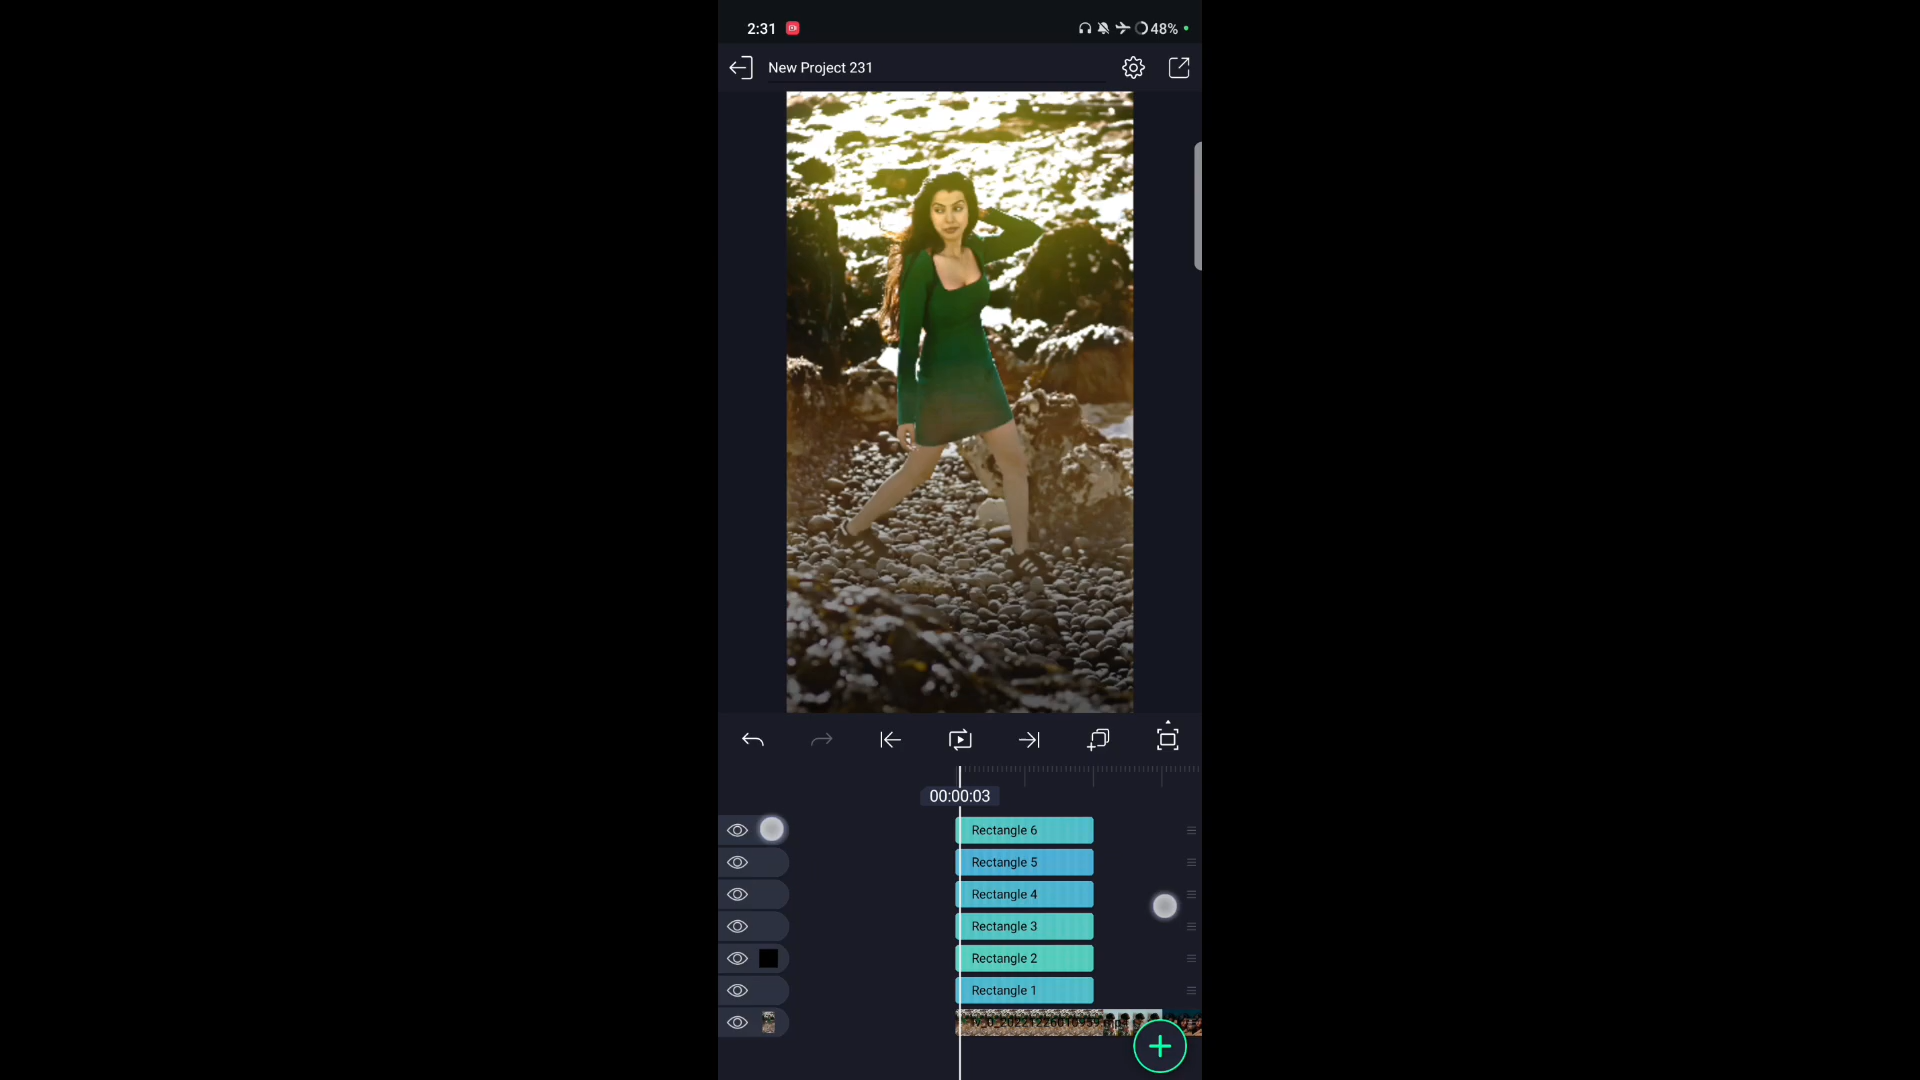 2:31
48%
New Project 231
00:00:03
Rectangle 6
Rectangle 5
Rectangle 4
Rectangle 3
Rectangle 2
Rectangle 1